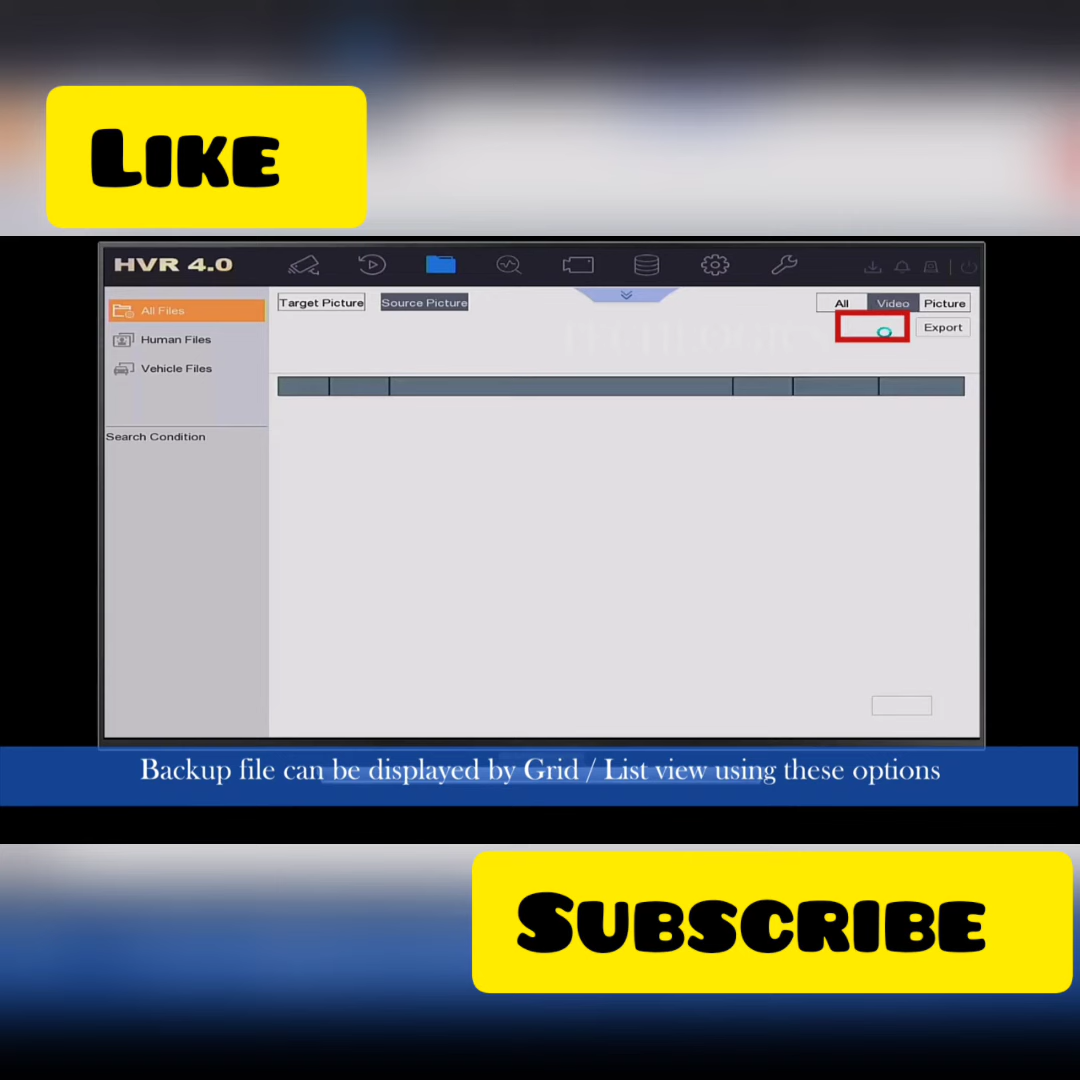 LIKE
HVR 4.0
All Files
Human Files
Vehicle Files
Search Condition
Target Picture
Source Picture
All
Video
Picture
Export
Backup file can be displayed by Grid / List view using these options
SUBSCRIBE